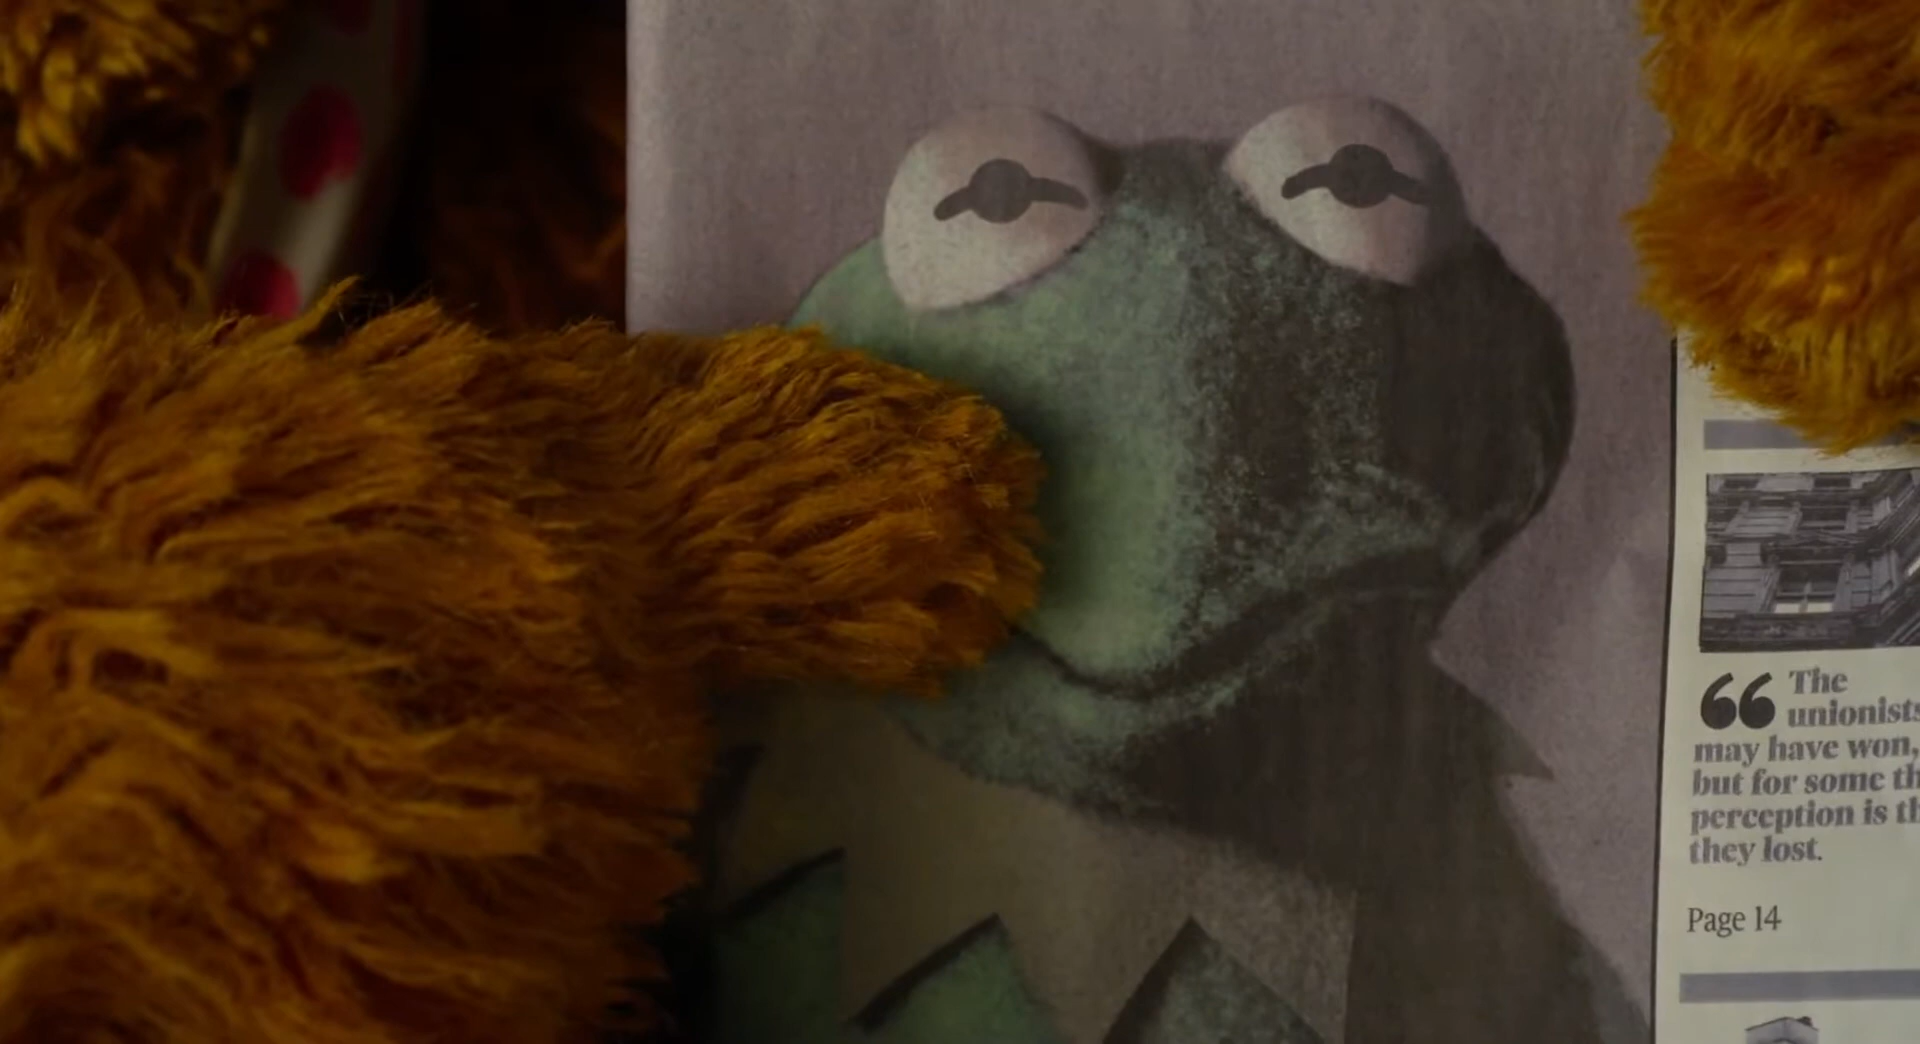 “ The
unionists
may have won,
but for some
perception is
they lost.
Page 14